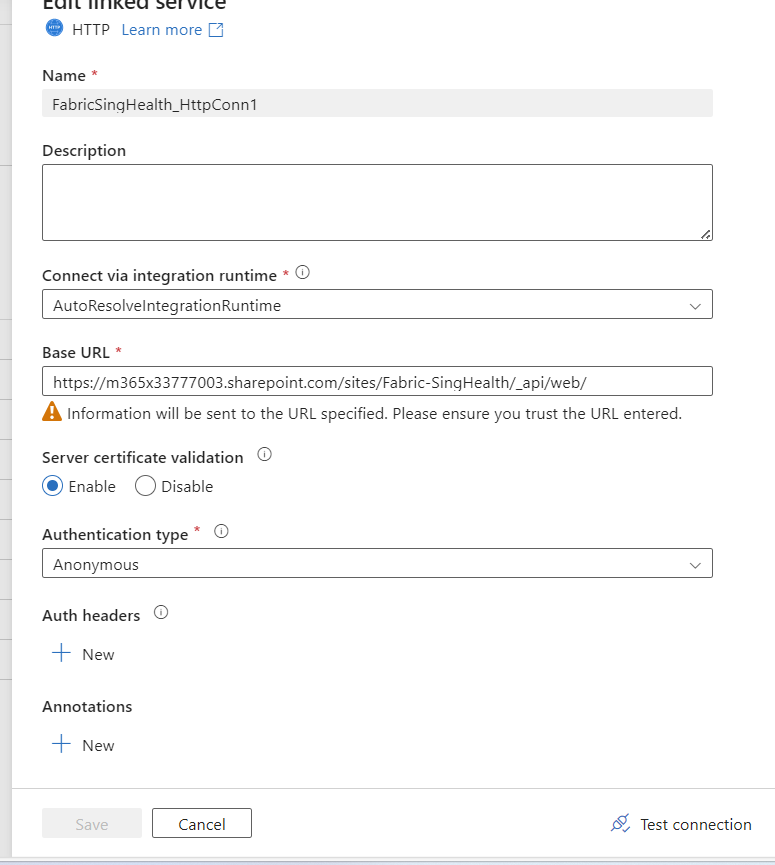 Edit linked service
HTTP Learn more
Name *
FabricSingHealth_HttpConn1
Description
Connect via integration runtime *
AutoResolveIntegrationRuntime
Base URL *
https://m365x33777003.sharepoint.com/sites/Fabric-SingHealth/_api/web/
Information will be sent to the URL specified. Please ensure you trust the URL entered.
Server certificate validation
Enable Disable
Authentication type *
Anonymous
Auth headers
New
Annotations
New
Save Cancel Test connection